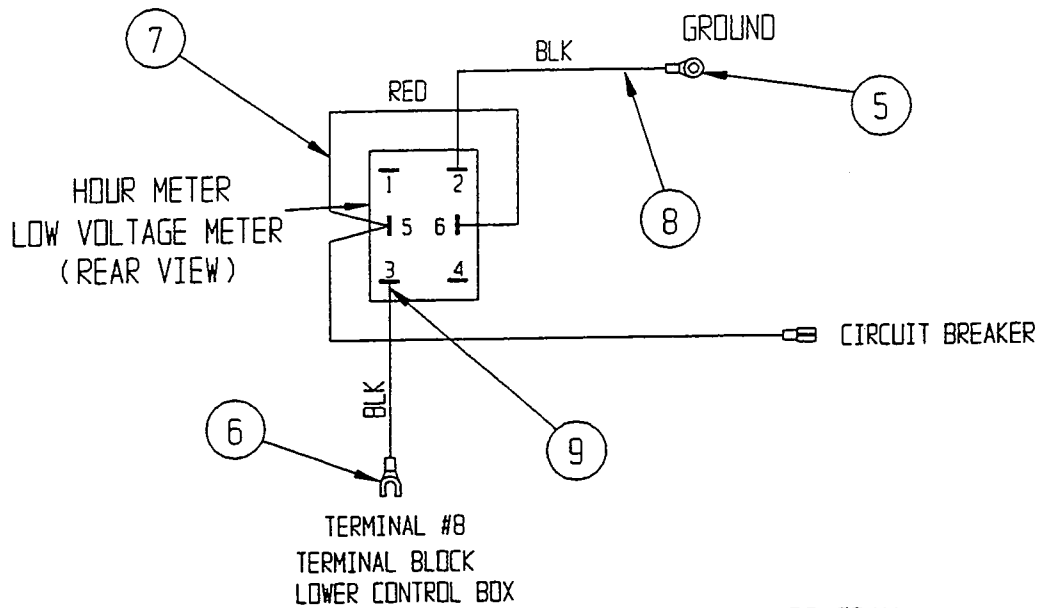 7
GROUND
BLK
5
RED
1
2
HOUR METER
LOW VOLTAGE METER
(REAR VIEW)
5
6
8
3
4
CIRCUIT BREAKER
BLK
6
9
TERMINAL #8
TERMINAL BLOCK
LOWER CONTROL BOX